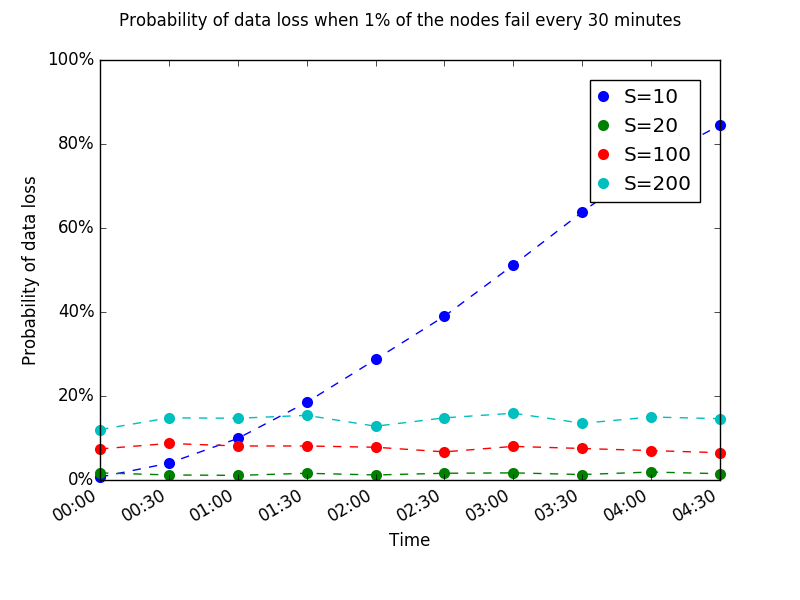 Probability of data loss when 1% of the nodes fail every 30 minutes
100%
80%
60%
40%
20%
0%
Probability of data loss
S=10
S=20
S=100
S=200
00:00
00:30
01:00
01:30
02:00
02:30
03:00
03:30
04:00
04:30
Time